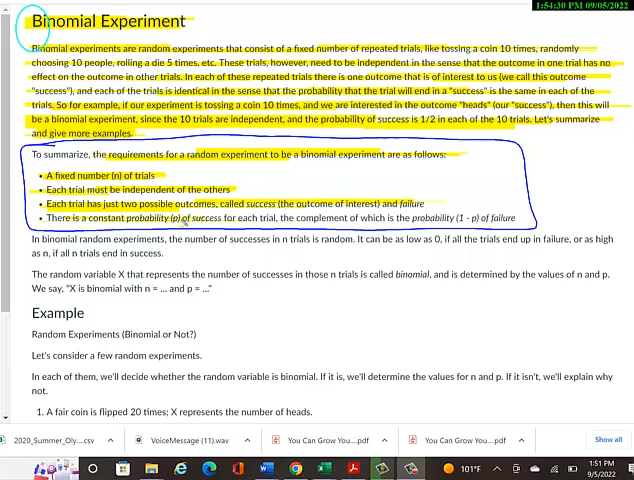 1:54:30 PM 09/05/2022
Binomial Experiment
Binomial experiments are random experiments that consist of a fixed number of repeated trials, like tossing a coin 10 times, randomly
choosing 10 people, rolling a die 5 times, etc. These trials, however, need to be independent in the sense that the outcome in one trial has no
effect on the outcome in other trials. In each of these repeated trials there is one outcome that is of interest to us (we call this outcome
"success"), and each of the trials is identical in the sense that the probability that the trial will end in a "success" is the same in each of the
trials. So for example, if our experiment is tossing a coin 10 times, and we are interested in the outcome "heads" (our "success"), then this will
be a binomial experiment, since the 10 trials are independent, and the probability of success is 1/2 in each of the 10 trials. Let's summarize
and give more examples.
To summarize, the requirements for a random experiment to be a binomial experiment are as follows:
• A fixed number (n) of trials
• Each trial must be independent of the others
• Each trial has just two possible outcomes, called success (the outcome of interest) and failure
• There is a constant probability (p) of success for each trial, the complement of which is the probability (1 - p) of failure
In binomial random experiments, the number of successes in n trials is random. It can be as low as 0, if all the trials end up in failure, or as high
as n, if all n trials end in success.
The random variable X that represents the number of successes in those n trials is called binomial, and is determined by the values of n and p.
We say, "X is binomial with n = ... and p = ..."
Example
Random Experiments (Binomial or Not?)
Let's consider a few random experiments.
In each of them, we'll decide whether the random variable is binomial. If it is, we'll determine the values for n and p. If it isn't, we'll explain why
not.
1. A fair coin is flipped 20 times; X represents the number of heads.
2020_Summer_Oly....csv
VoiceMessage (11).wav
You Can Grow You....pdf
You Can Grow You....pdf
Show all
101°F
1:51 PM
9/5/2022